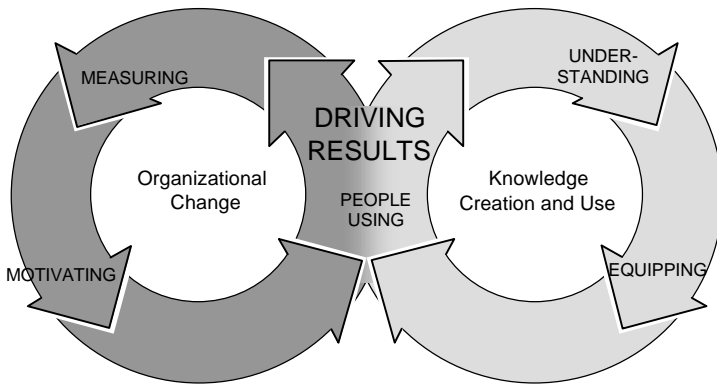 MEASURING
UNDER-
STANDING
DRIVING
RESULTS
Organizational
Change
PEOPLE
USING
Knowledge
Creation and Use
MOTIVATING
EQUIPPING